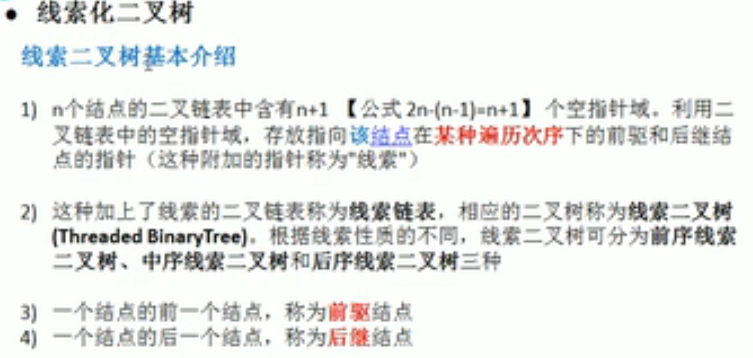 ● 线索化二叉树
线索二叉树基本介绍
1) n个结点的二叉链表中含有n+1 【公式 2n-(n-1)=n+1】 个空指针域。利用二
叉链表中的空指针域，存放指向该结点在某种遍历次序下的前驱和后继结
点的指针（这种附加的指针称为"线索"）
2) 这种加上了线索的二叉链表称为线索链表，相应的二叉树称为线索二叉树
(Threaded BinaryTree)。根据线索性质的不同，线索二叉树可分为前序线索
二叉树、中序线索二叉树和后序线索二叉树三种
3) 一个结点的前一个结点，称为前驱结点
4) 一个结点的后一个结点，称为后继结点